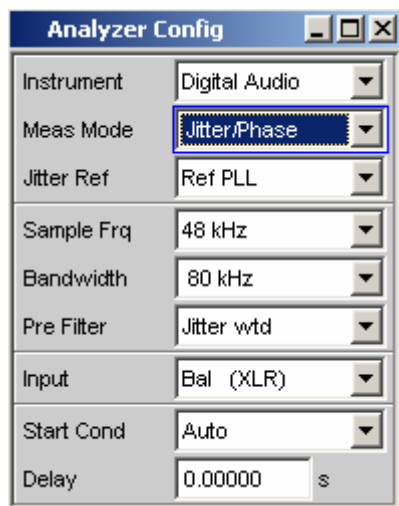 Analyzer Config
Instrument Digital Audio
Meas Mode Jitter/Phase
Jitter Ref Ref PLL
Sample Frq 48 kHz
Bandwidth 80 kHz
Pre Filter Jitter wtd
Input Bal (XLR)
Start Cond Auto
Delay 0.00000 s